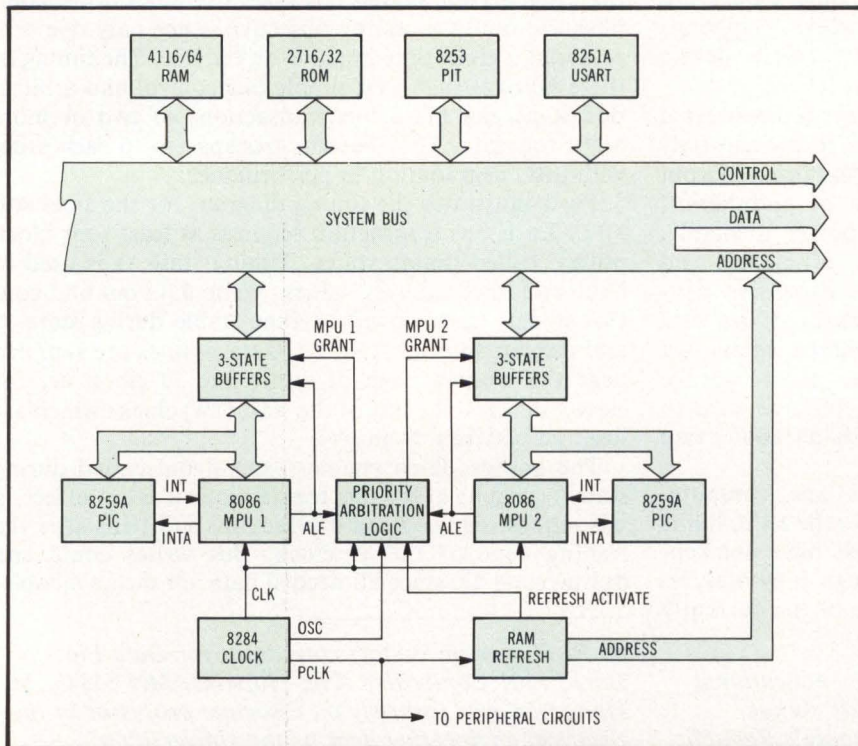 4116/64
RAM
2716/32
ROM
8253
PIT
8251A
USART
SYSTEM BUS
CONTROL
DATA
ADDRESS
MPU 1
GRANT
MPU 2
GRANT
3-STATE
BUFFERS
3-STATE
BUFFERS
8259A
PIC
INT
INTA
8086
MPU 1
ALE
PRIORITY
ARBITRATION
LOGIC
ALE
8086
MPU 2
INT
INTA
8259A
PIC
CLK
OSC
REFRESH ACTIVATE
8284
CLOCK
PCLK
RAM
REFRESH
ADDRESS
TO PERIPHERAL CIRCUITS